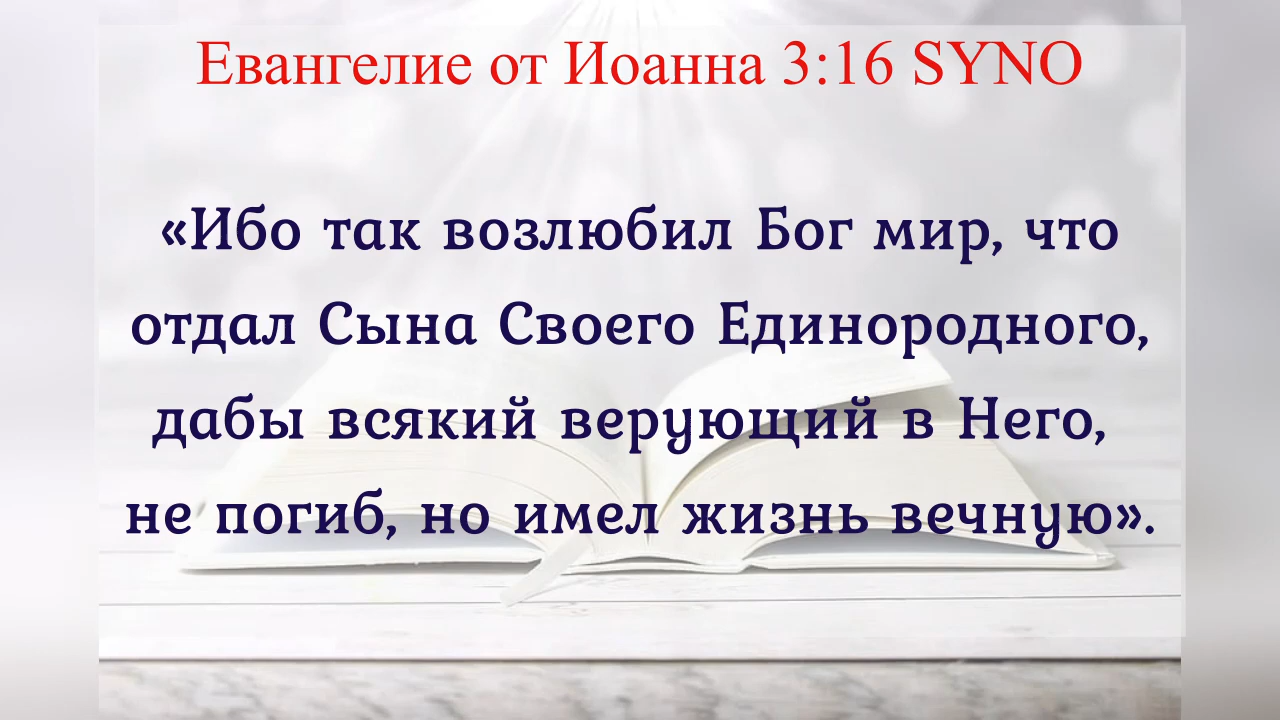 Евангелие от Иоанна 3:16 SYNO
«Ибо так возлюбил Бог мир, что
отдал Сына Своего Единородного,
дабы всякий верующий в Него,
не погиб, но имел жизнь вечную».